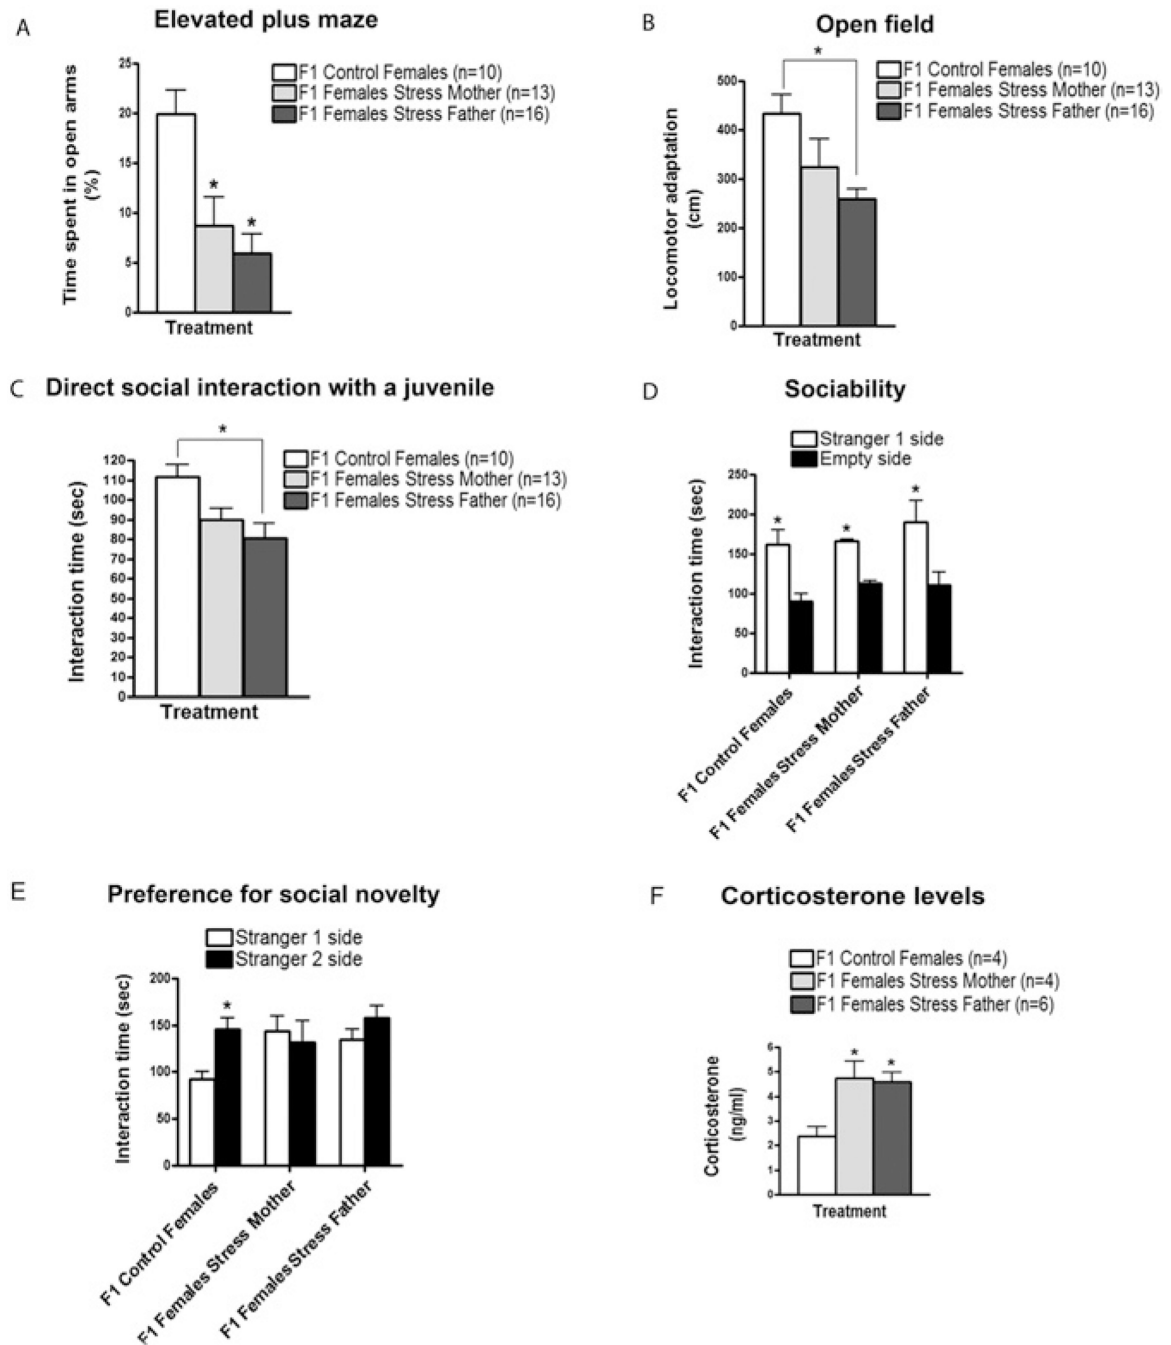 A
Elevated plus maze
F1 Control Females (n=10)
F1 Females Stress Mother (n=13)
F1 Females Stress Father (n=16)
Time spent in open arms
(%)
25
20
15
10
5
0
*
*
Treatment
B
Open field
*
F1 Control Females (n=10)
F1 Females Stress Mother (n=13)
F1 Females Stress Father (n=16)
Locomotor adaptation
(cm)
500
400
300
200
100
0
Treatment
C
Direct social interaction with a juvenile
*
F1 Control Females (n=10)
F1 Females Stress Mother (n=13)
F1 Females Stress Father (n=16)
Interaction time (sec)
120
110
100
90
80
70
60
50
40
30
20
10
0
Treatment
D
Sociability
Stranger 1 side
Empty side
Interaction time (sec)
250
200
150
100
50
0
*
*
*
F1 Control Females
F1 Females Stress Mother
F1 Females Stress Father
E
Preference for social novelty
Stranger 1 side
Stranger 2 side
Interaction time (sec)
200
150
100
50
0
*
F1 Control Females
F1 Females Stress Mother
F1 Females Stress Father
F
Corticosterone levels
F1 Control Females (n=4)
F1 Females Stress Mother (n=4)
F1 Females Stress Father (n=6)
Corticosterone
(ng/ml)
6
5
4
3
2
1
0
*
*
Treatment